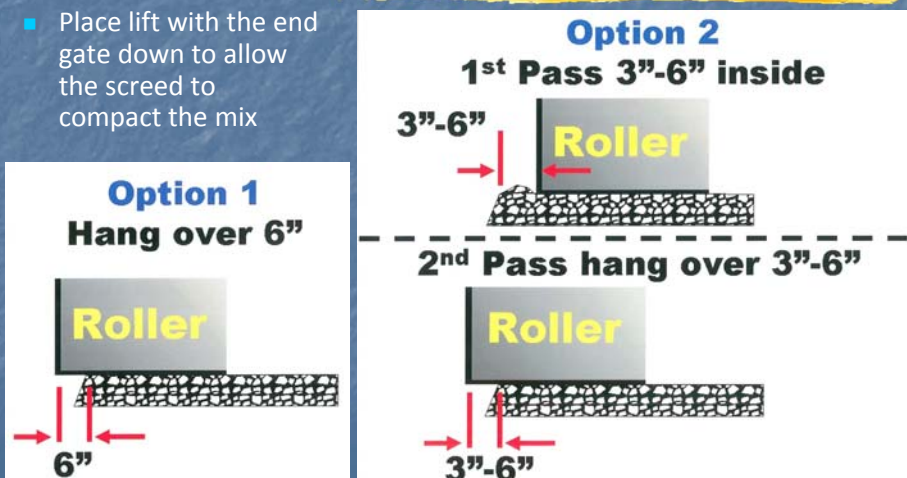 Place lift with the end
gate down to allow
the screed to
compact the mix
Option 1
Hang over 6”
Roller
6”
Option 2
1st Pass 3”-6” inside
3”-6”
Roller
2nd Pass hang over 3”-6”
Roller
3”-6”